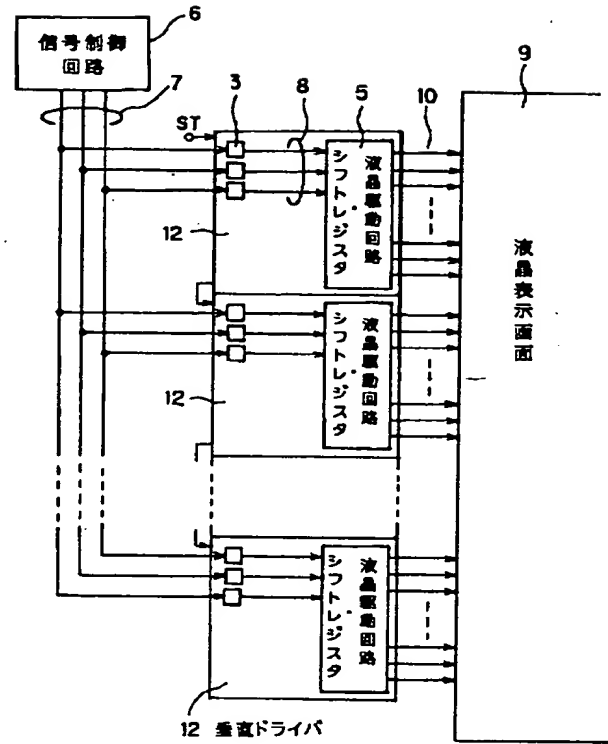 信号制御
回路
6
7
ST
3
8
5
10
9
12
シフトレジスタ
液晶駆動回路
液晶表示画面
12
シフトレジスタ
液晶駆動回路
シフトレジスタ
液晶駆動回路
12 垂直ドライバ